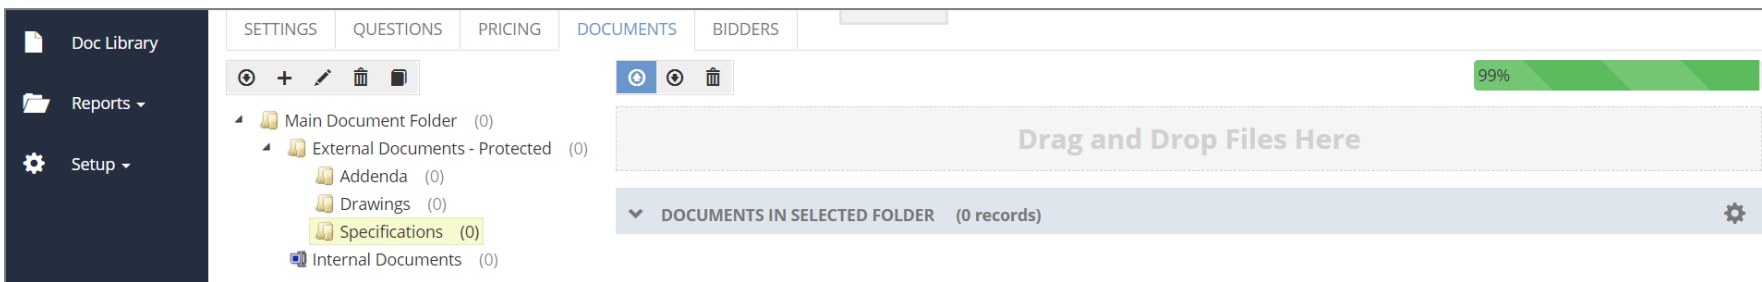 Doc Library
Reports
Setup
SETTINGS QUESTIONS PRICING DOCUMENTS BIDDERS
Main Document Folder (0)
External Documents - Protected (0)
Addenda (0)
Drawings (0)
Specifications (0)
Internal Documents (0)
99%
Drag and Drop Files Here
DOCUMENTS IN SELECTED FOLDER (0 records)